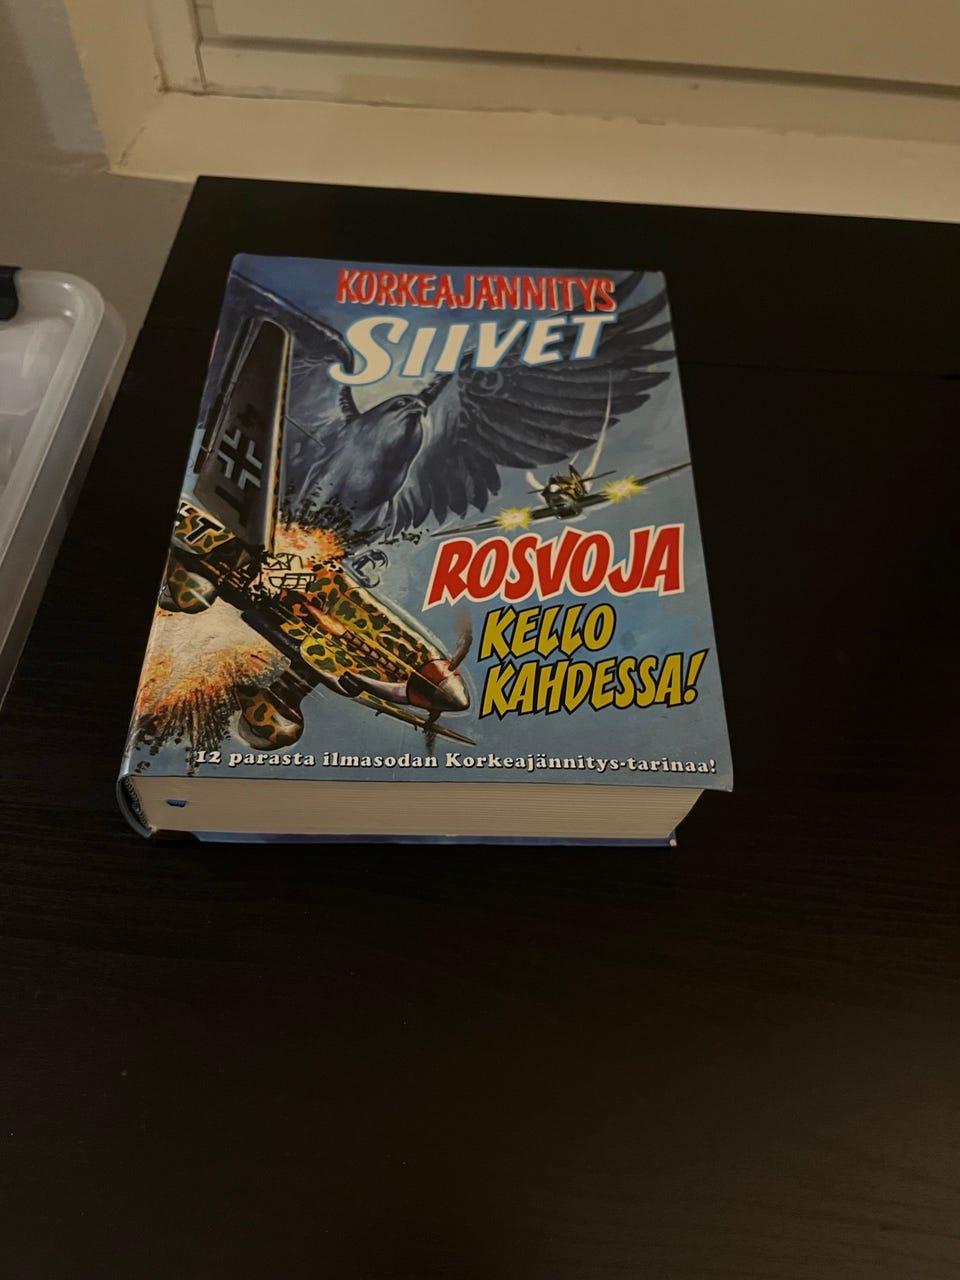 KORKEAJÄNNITYS
SIIVET
ROSVOJA
KELLO
KAHDESSA!
12 parasta ilmasodan Korkeajännitys-tarinaa!